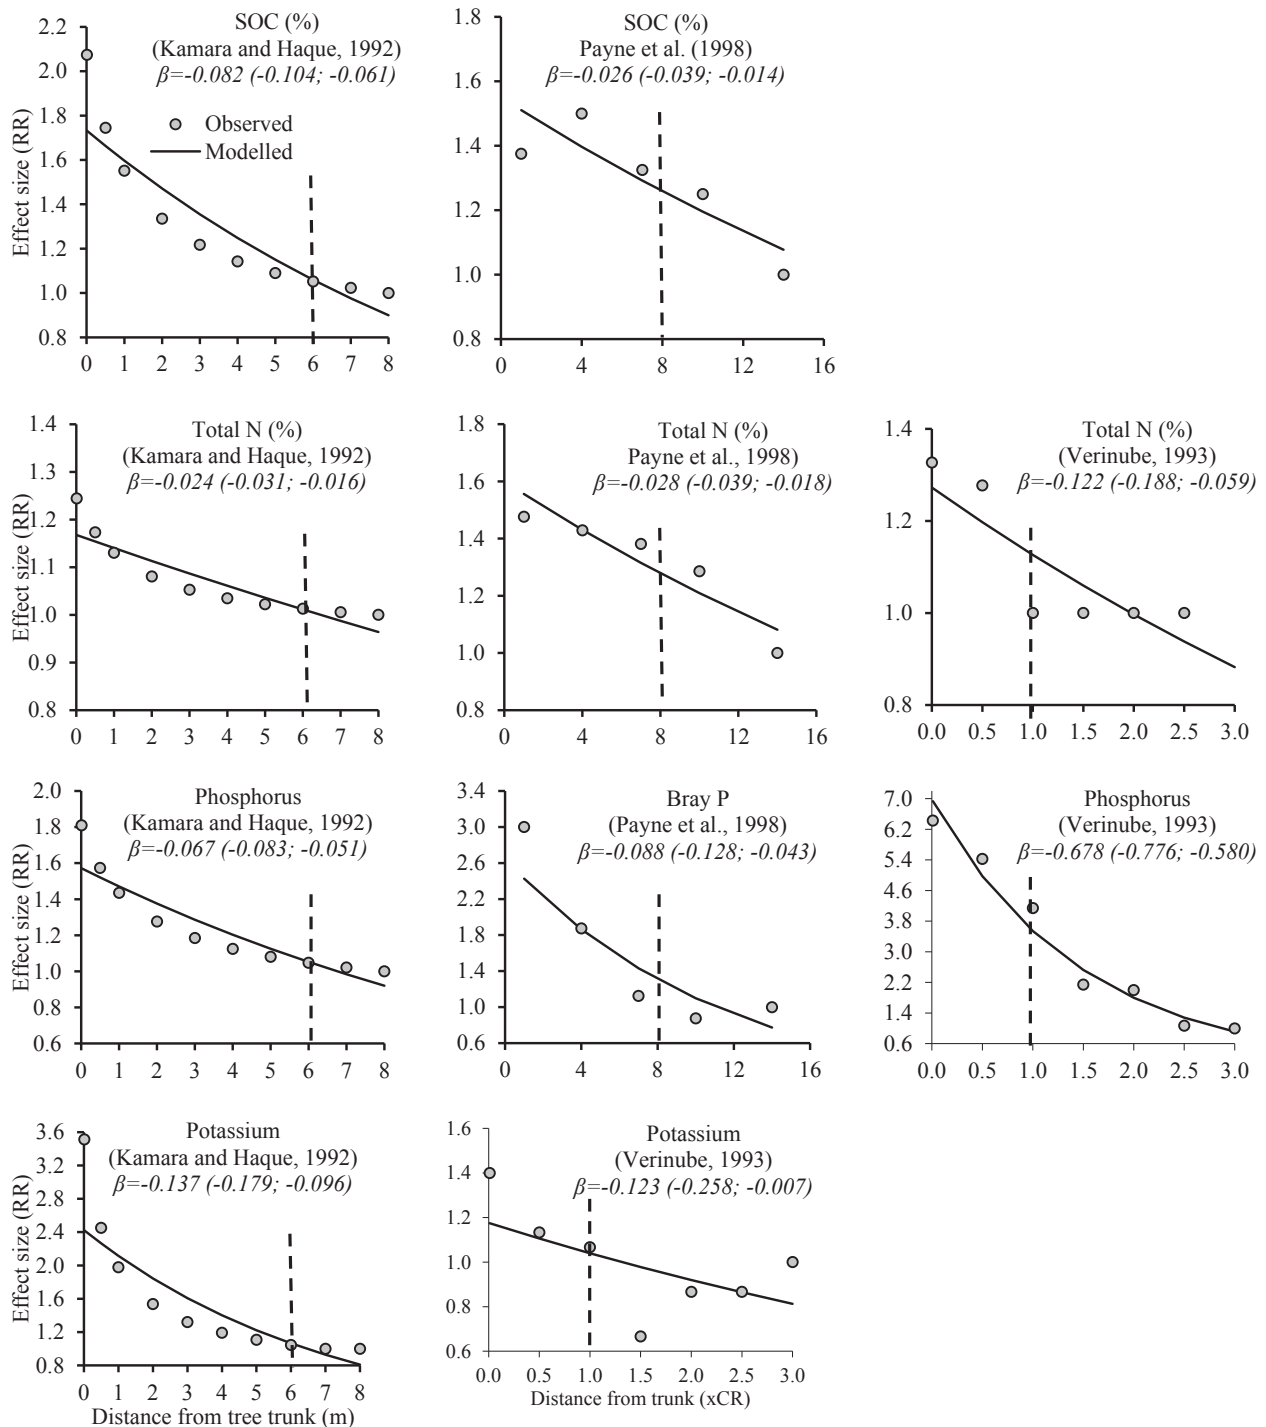 SOC (%)
(Kamara and Haque, 1992)
β=-0.082 (-0.104; -0.061)
Observed
Modelled
Effect size (RR)
2.2
2.0
1.8
1.6
1.4
1.2
1.0
0.8
0 1 2 3 4 5 6 7 8
SOC (%)
Payne et al. (1998)
β=-0.026 (-0.039; -0.014)
1.8
1.6
1.4
1.2
1.0
0.8
0 4 8 12 16
Total N (%)
(Kamara and Haque, 1992)
β=-0.024 (-0.031; -0.016)
Effect size (RR)
1.4
1.3
1.2
1.1
1.0
0.9
0.8
0 1 2 3 4 5 6 7 8
Total N (%)
Payne et al., 1998)
β=-0.028 (-0.039; -0.018)
1.8
1.6
1.4
1.2
1.0
0.8
0 4 8 12 16
Total N (%)
(Verinube, 1993)
β=-0.122 (-0.188; -0.059)
1.4
1.2
1.0
0.8
0.0 0.5 1.0 1.5 2.0 2.5 3.0
Phosphorus
(Kamara and Haque, 1992)
β=-0.067 (-0.083; -0.051)
Effect size (RR)
2.0
1.8
1.6
1.4
1.2
1.0
0.8
0.6
0 1 2 3 4 5 6 7 8
Bray P
(Payne et al., 1998)
β=-0.088 (-0.128; -0.043)
3.4
3.0
2.6
2.2
1.8
1.4
1.0
0.6
0 4 8 12 16
Phosphorus
(Verinube, 1993)
β=-0.678 (-0.776; -0.580)
7.0
6.2
5.4
4.6
3.8
3.0
2.2
1.4
0.6
0.0 0.5 1.0 1.5 2.0 2.5 3.0
Potassium
(Kamara and Haque, 1992)
β=-0.137 (-0.179; -0.096)
Effect size (RR)
3.6
3.2
2.8
2.4
2.0
1.6
1.2
0.8
0 1 2 3 4 5 6 7 8
Distance from tree trunk (m)
Potassium
(Verinube, 1993)
β=-0.123 (-0.258; -0.007)
1.6
1.4
1.2
1.0
0.8
0.6
0.0 0.5 1.0 1.5 2.0 2.5 3.0
Distance from trunk (xCR)